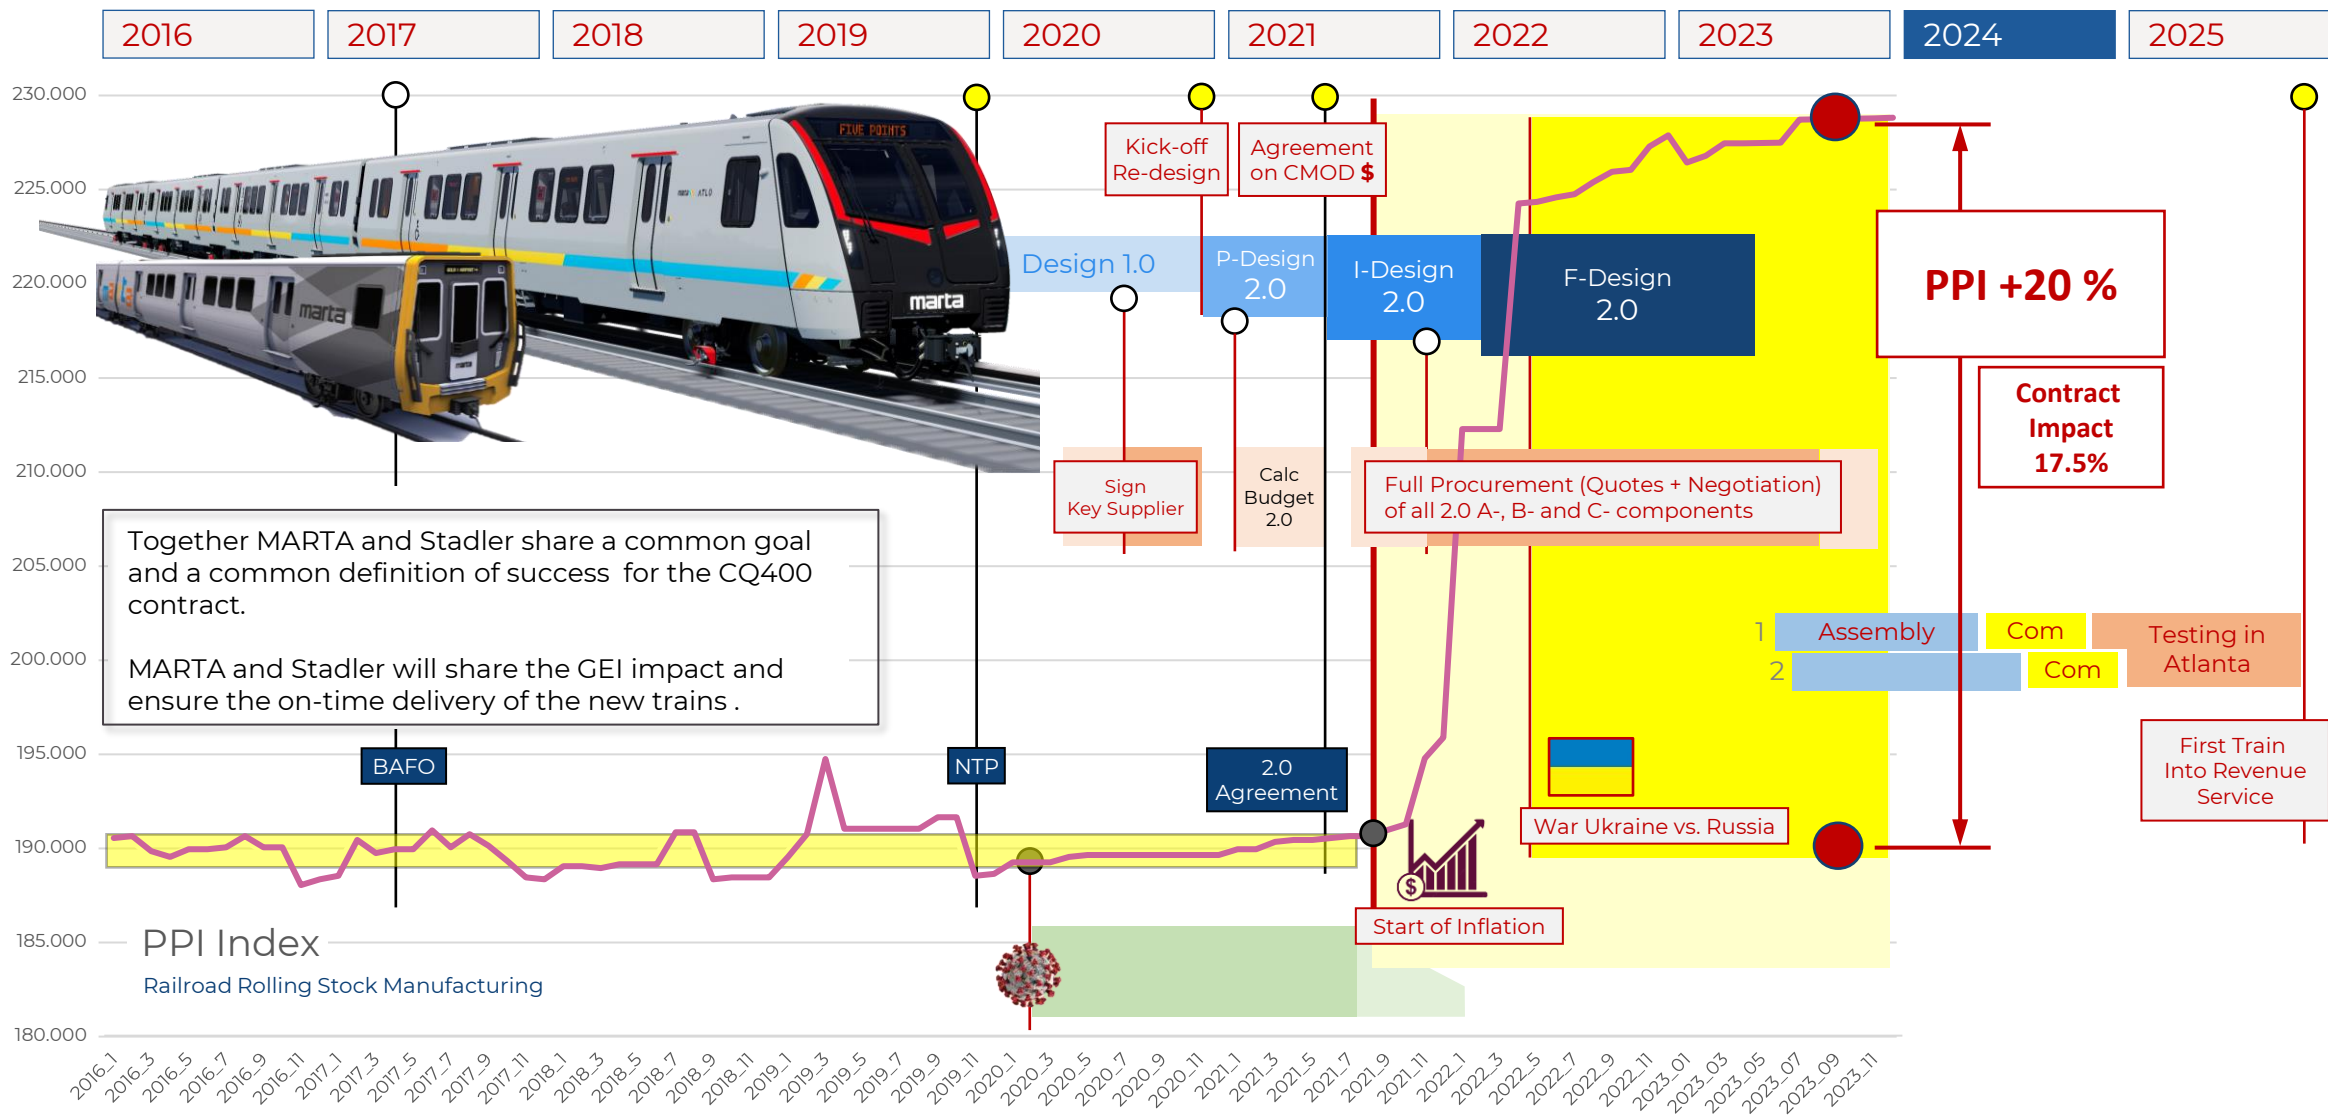 2016
2017
2018
2019
2020
2021
2022
2023
2024
2025
230.000
225.000
220.000
215.000
210.000
205.000
200.000
195.000
190.000
185.000
180.000
FIVE POINTS
marta
marta
marta
Kick-off
Re-design
Agreement
on CMOD $
Design 1.0
P-Design
2.0
I-Design
2.0
F-Design
2.0
PPI +20 %
Contract
Impact
17.5%
Sign
Key Supplier
Calc
Budget
2.0
Full Procurement (Quotes + Negotiation)
of all 2.0 A-, B- and C- components
Together MARTA and Stadler share a common goal
and a common definition of success for the CQ400
contract.
MARTA and Stadler will share the GEI impact and
ensure the on-time delivery of the new trains .
1
Assembly
Com
Testing in
Atlanta
2
Com
BAFO
NTP
2.0
Agreement
First Train
Into Revenue
Service
War Ukraine vs. Russia
$
Start of Inflation
PPI Index
Railroad Rolling Stock Manufacturing
2016_1
2016_3
2016_5
2016_7
2016_9
2016_11
2017_1
2017_3
2017_5
2017_7
2017_9
2017_11
2018_1
2018_3
2018_5
2018_7
2018_9
2018_11
2019_1
2019_3
2019_5
2019_7
2019_9
2019_11
2020_1
2020_3
2020_5
2020_7
2020_9
2020_11
2021_1
2021_3
2021_5
2021_7
2021_9
2021_11
2022_1
2022_3
2022_5
2022_7
2022_9
2022_11
2023_01
2023_03
2023_05
2023_07
2023_09
2023_11